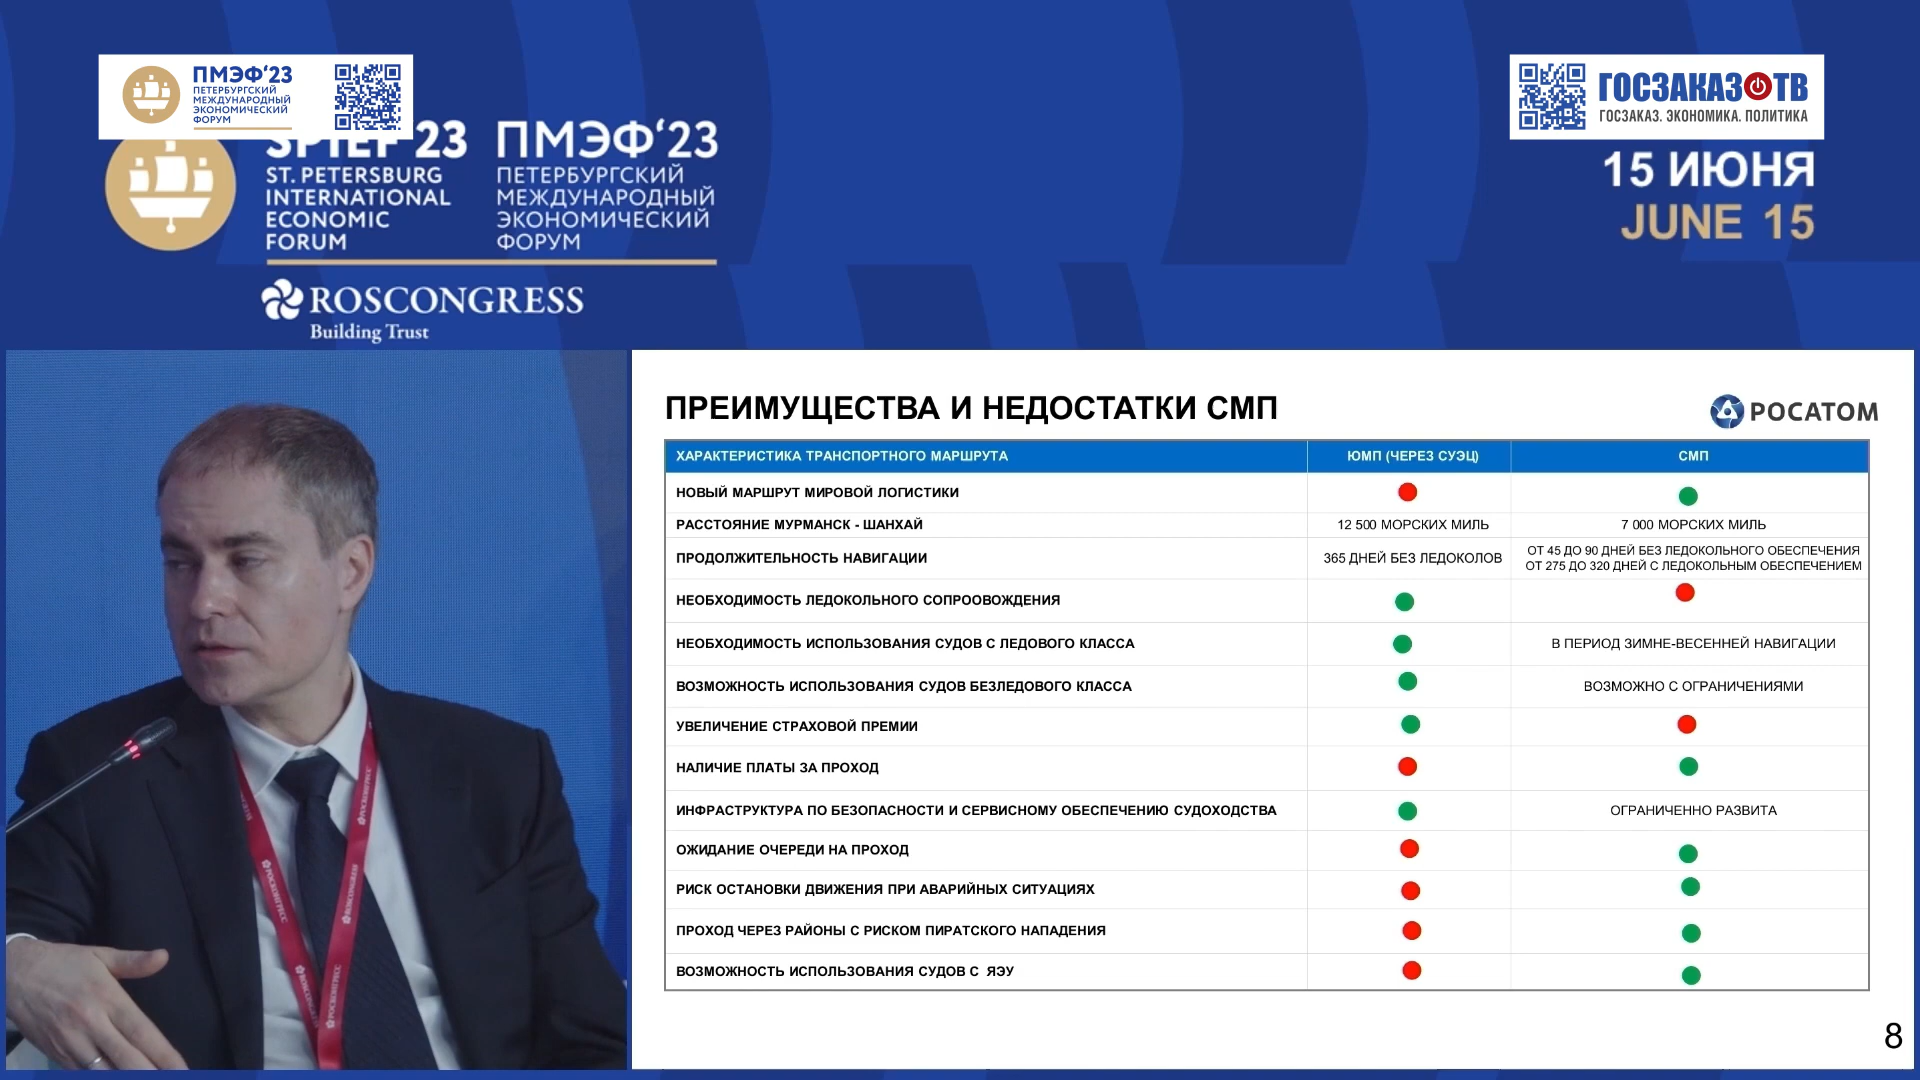 ПМЭФ‘23
ПЕТЕРБУРГСКИЙ
МЕЖДУНАРОДНЫЙ
ЭКОНОМИЧЕСКИЙ
ФОРУМ
ГОСЗАКАЗ ТВ
ГОСЗАКАЗ. ЭКОНОМИКА. ПОЛИТИКА
SPIEF‘23
ST. PETERSBURG
INTERNATIONAL
ECONOMIC
FORUM
ПМЭФ‘23
ПЕТЕРБУРГСКИЙ
МЕЖДУНАРОДНЫЙ
ЭКОНОМИЧЕСКИЙ
ФОРУМ
ROSCONGRESS
Building Trust
15 ИЮНЯ
JUNE 15
ПРЕИМУЩЕСТВА И НЕДОСТАТКИ СМП
РОСАТОМ
ХАРАКТЕРИСТИКА ТРАНСПОРТНОГО МАРШРУТА ЮМП (ЧЕРЕЗ СУЭЦ) СМП
НОВЫЙ МАРШРУТ МИРОВОЙ ЛОГИСТИКИ
РАССТОЯНИЕ МУРМАНСК - ШАНХАЙ 12 500 МОРСКИХ МИЛЬ 7 000 МОРСКИХ МИЛЬ
ПРОДОЛЖИТЕЛЬНОСТЬ НАВИГАЦИИ 365 ДНЕЙ БЕЗ ЛЕДОКОЛОВ ОТ 45 ДО 90 ДНЕЙ БЕЗ ЛЕДОКОЛЬНОГО ОБЕСПЕЧЕНИЯ
ОТ 275 ДО 320 ДНЕЙ С ЛЕДОКОЛЬНЫМ ОБЕСПЕЧЕНИЕМ
НЕОБХОДИМОСТЬ ЛЕДОКОЛЬНОГО СОПРООВОЖДЕНИЯ
НЕОБХОДИМОСТЬ ИСПОЛЬЗОВАНИЯ СУДОВ С ЛЕДОВОГО КЛАССА В ПЕРИОД ЗИМНЕ-ВЕСЕННЕЙ НАВИГАЦИИ
ВОЗМОЖНОСТЬ ИСПОЛЬЗОВАНИЯ СУДОВ БЕЗЛЕДОВОГО КЛАССА ВОЗМОЖНО С ОГРАНИЧЕНИЯМИ
УВЕЛИЧЕНИЕ СТРАХОВОЙ ПРЕМИИ
НАЛИЧИЕ ПЛАТЫ ЗА ПРОХОД
ИНФРАСТРУКТУРА ПО БЕЗОПАСНОСТИ И СЕРВИСНОМУ ОБЕСПЕЧЕНИЮ СУДОХОДСТВА ОГРАНИЧЕННО РАЗВИТА
ОЖИДАНИЕ ОЧЕРЕДИ НА ПРОХОД
РИСК ОСТАНОВКИ ДВИЖЕНИЯ ПРИ АВАРИЙНЫХ СИТУАЦИЯХ
ПРОХОД ЧЕРЕЗ РАЙОНЫ С РИСКОМ ПИРАТСКОГО НАПАДЕНИЯ
ВОЗМОЖНОСТЬ ИСПОЛЬЗОВАНИЯ СУДОВ С ЯЭУ
8
РОСКОНГРЕСС
РОСКОНГРЕСС
РОСКОНГРЕСС